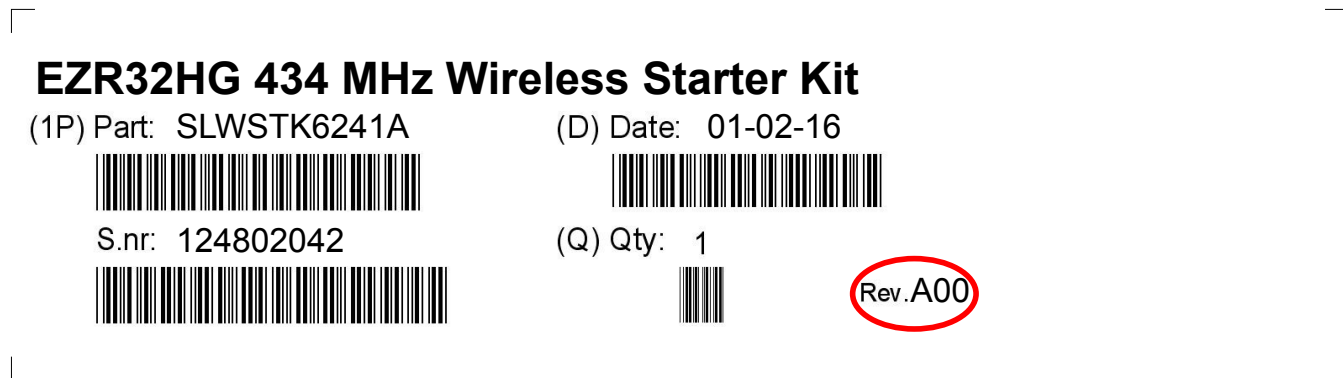 EZR32HG 434 MHz Wireless Starter Kit
(1P) Part: SLWSTK6241A
(D) Date: 01-02-16
S.nr: 124802042
(Q) Qty: 1
Rev.A00